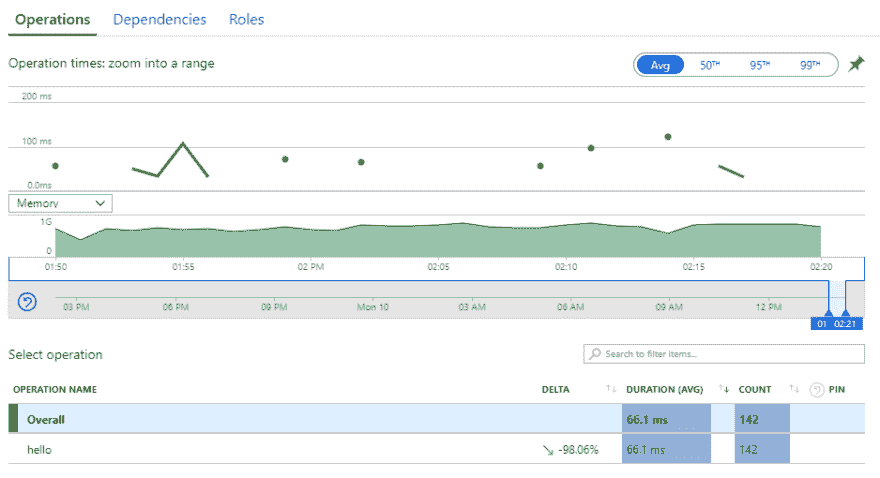 Operations Dependencies Roles
Operation times: zoom into a range Avg 50TH 95TH 99TH
200 ms
100 ms
0.0ms
Memory
1G
0
01:50 01:55 02 PM 02:05 02:10 02:15 02:20
03 PM 06 PM 09 PM Mon 10 03 AM 06 AM 09 AM 12 PM
01 02:21
Select operation Search to filter items...
OPERATION NAME DELTA DURATION (AVG) COUNT PIN
Overall 66.1 ms 142
hello -98.06% 66.1 ms 142